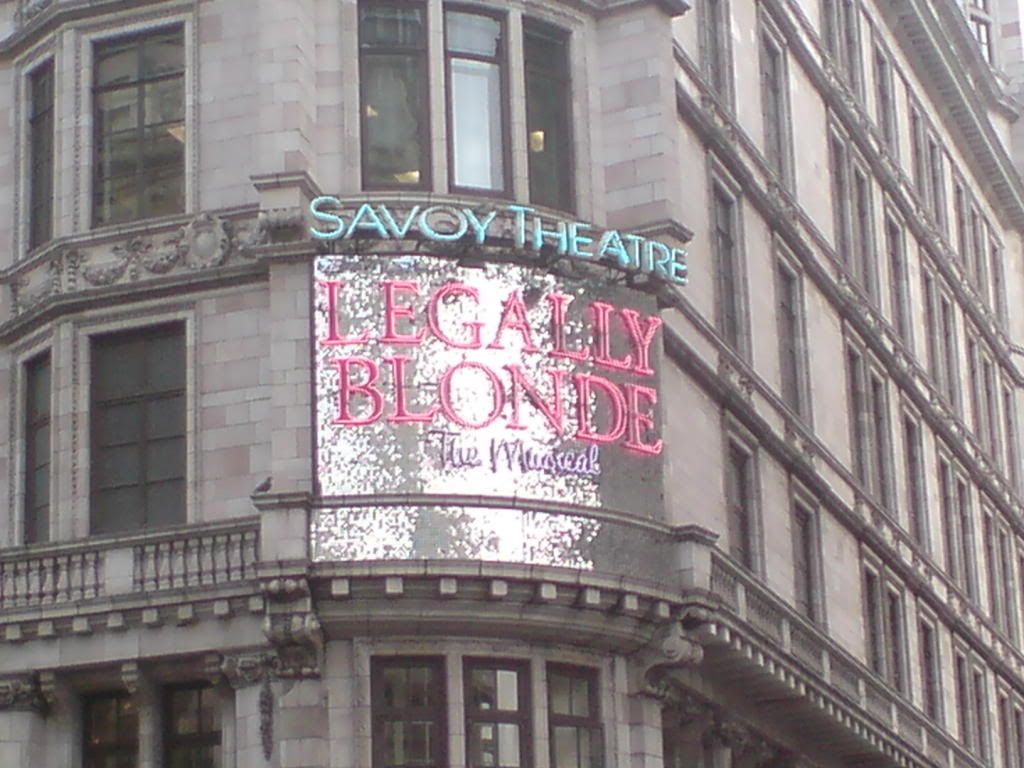 SAVOY THEATRE
LEGALLY
BLONDE
The Musical